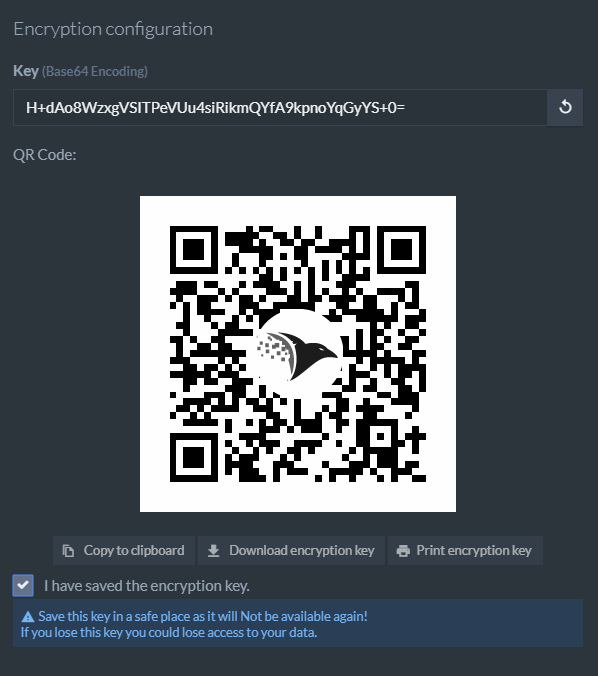 Encryption configuration
Key (Base64 Encoding)
H+dAo8WzxgVSlTPeVUu4siRikmQYfA9kpnoYqGyYS+0=
QR Code:
Copy to clipboard
Download encryption key
Print encryption key
I have saved the encryption key.
Save this key in a safe place as it will Not be available again!
If you lose this key you could lose access to your data.